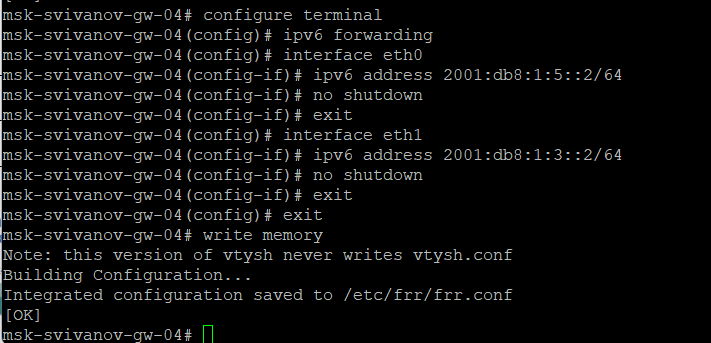 [OK]
msk-svivanov-gw-04# configure terminal
msk-svivanov-gw-04(config)# ipv6 forwarding
msk-svivanov-gw-04(config)# interface eth0
msk-svivanov-gw-04(config-if)# ipv6 address 2001:db8:1:5::2/64
msk-svivanov-gw-04(config-if)# no shutdown
msk-svivanov-gw-04(config-if)# exit
msk-svivanov-gw-04(config)# interface eth1
msk-svivanov-gw-04(config-if)# ipv6 address 2001:db8:1:3::2/64
msk-svivanov-gw-04(config-if)# no shutdown
msk-svivanov-gw-04(config-if)# exit
msk-svivanov-gw-04(config)# exit
msk-svivanov-gw-04# write memory
Note: this version of vtysh never writes vtysh.conf
Building Configuration...
Integrated configuration saved to /etc/frr/frr.conf
[OK]
msk-svivanov-gw-04#